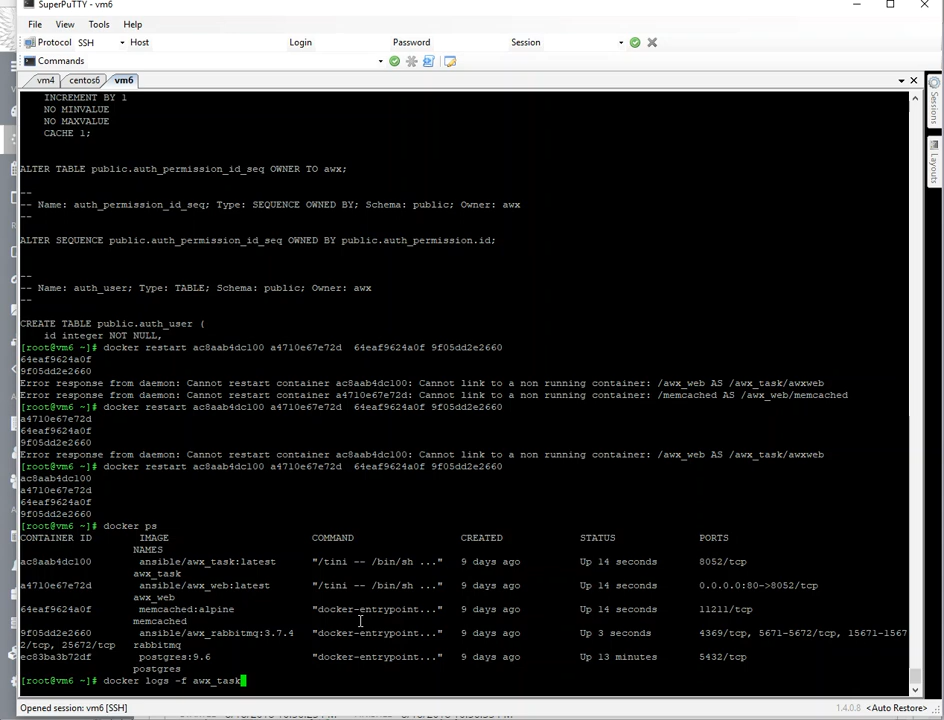 SuperPuTTY - vm6
File View Tools Help
Protocol SSH Host Login Password Session
Commands
vm4 centos6 vm6
INCREMENT BY 1
NO MINVALUE
NO MAXVALUE
CACHE 1;
ALTER TABLE public.auth_permission_id_seq OWNER TO awx;
--
-- Name: auth_permission_id_seq; Type: SEQUENCE OWNED BY; Schema: public; Owner: awx
--
ALTER SEQUENCE public.auth_permission_id_seq OWNED BY public.auth_permission.id;
--
-- Name: auth_user; Type: TABLE; Schema: public; Owner: awx
--
CREATE TABLE public.auth_user (
id integer NOT NULL,
[root@vm6 ~]# docker restart ac8aab4dc100 a4710e67e72d 64eaf9624a0f 9f05dd2e2660
64eaf9624a0f
9f05dd2e2660
Error response from daemon: Cannot restart container ac8aab4dc100: Cannot link to a non running container: /awx_web AS /awx_task/awxweb
Error response from daemon: Cannot restart container a4710e67e72d: Cannot link to a non running container: /memcached AS /awx_web/memcached
[root@vm6 ~]# docker restart ac8aab4dc100 a4710e67e72d 64eaf9624a0f 9f05dd2e2660
a4710e67e72d
64eaf9624a0f
9f05dd2e2660
Error response from daemon: Cannot restart container ac8aab4dc100: Cannot link to a non running container: /awx_web AS /awx_task/awxweb
[root@vm6 ~]# docker restart ac8aab4dc100 a4710e67e72d 64eaf9624a0f 9f05dd2e2660
ac8aab4dc100
a4710e67e72d
64eaf9624a0f
9f05dd2e2660
[root@vm6 ~]# docker ps
CONTAINER ID IMAGE COMMAND CREATED STATUS PORTS
NAMES
ac8aab4dc100 ansible/awx_task:latest "/tini -- /bin/sh ..." 9 days ago Up 14 seconds 8052/tcp
awx_task
a4710e67e72d ansible/awx_web:latest "/tini -- /bin/sh ..." 9 days ago Up 14 seconds 0.0.0.0:80->8052/tcp
awx_web
64eaf9624a0f memcached:alpine "docker-entrypoint..." 9 days ago Up 14 seconds 11211/tcp
memcached
9f05dd2e2660 ansible/awx_rabbitmq:3.7.4 "docker-entrypoint..." 9 days ago Up 3 seconds 4369/tcp, 5671-5672/tcp, 15671-1567
2/tcp, 25672/tcp rabbitmq
ec83ba3b72df postgres:9.6 "docker-entrypoint..." 9 days ago Up 13 minutes 5432/tcp
postgres
[root@vm6 ~]# docker logs -f awx_task
Sessions
Layouts
Opened session: vm6 [SSH] 1.4.0.8 <Auto Restore>